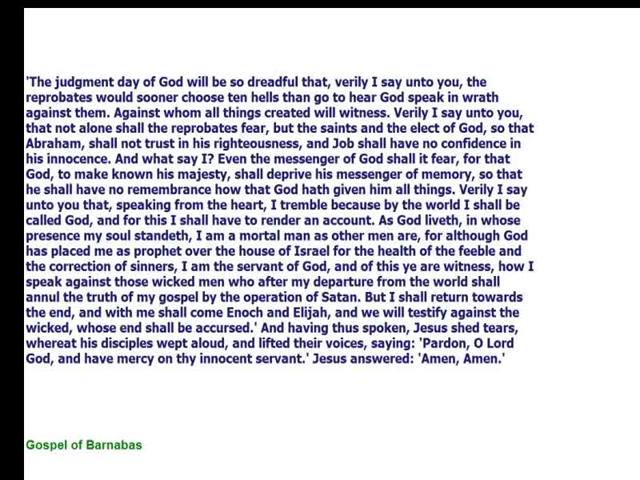 'The judgment day of God will be so dreadful that, verily I say unto you, the
reprobates would sooner choose ten hells than go to hear God speak in wrath
against them. Against whom all things created will witness. Verily I say unto you,
that not alone shall the reprobates fear, but the saints and the elect of God, so that
Abraham, shall not trust in his righteousness, and Job shall have no confidence in
his innocence. And what say I? Even the messenger of God shall it fear, for that
God, to make known his majesty, shall deprive his messenger of memory, so that
he shall have no remembrance how that God hath given him all things. Verily I say
unto you that, speaking from the heart, I tremble because by the world I shall be
called God, and for this I shall have to render an account. As God liveth, in whose
presence my soul standeth, I am a mortal man as other men are, for although God
has placed me as prophet over the house of Israel for the health of the feeble and
the correction of sinners, I am the servant of God, and of this ye are witness, how I
speak against those wicked men who after my departure from the world shall
annul the truth of my gospel by the operation of Satan. But I shall return towards
the end, and with me shall come Enoch and Elijah, and we will testify against the
wicked, whose end shall be accursed.' And having thus spoken, Jesus shed tears,
whereat his disciples wept aloud, and lifted their voices, saying: 'Pardon, O Lord
God, and have mercy on thy innocent servant.' Jesus answered: 'Amen, Amen.'
Gospel of Barnabas